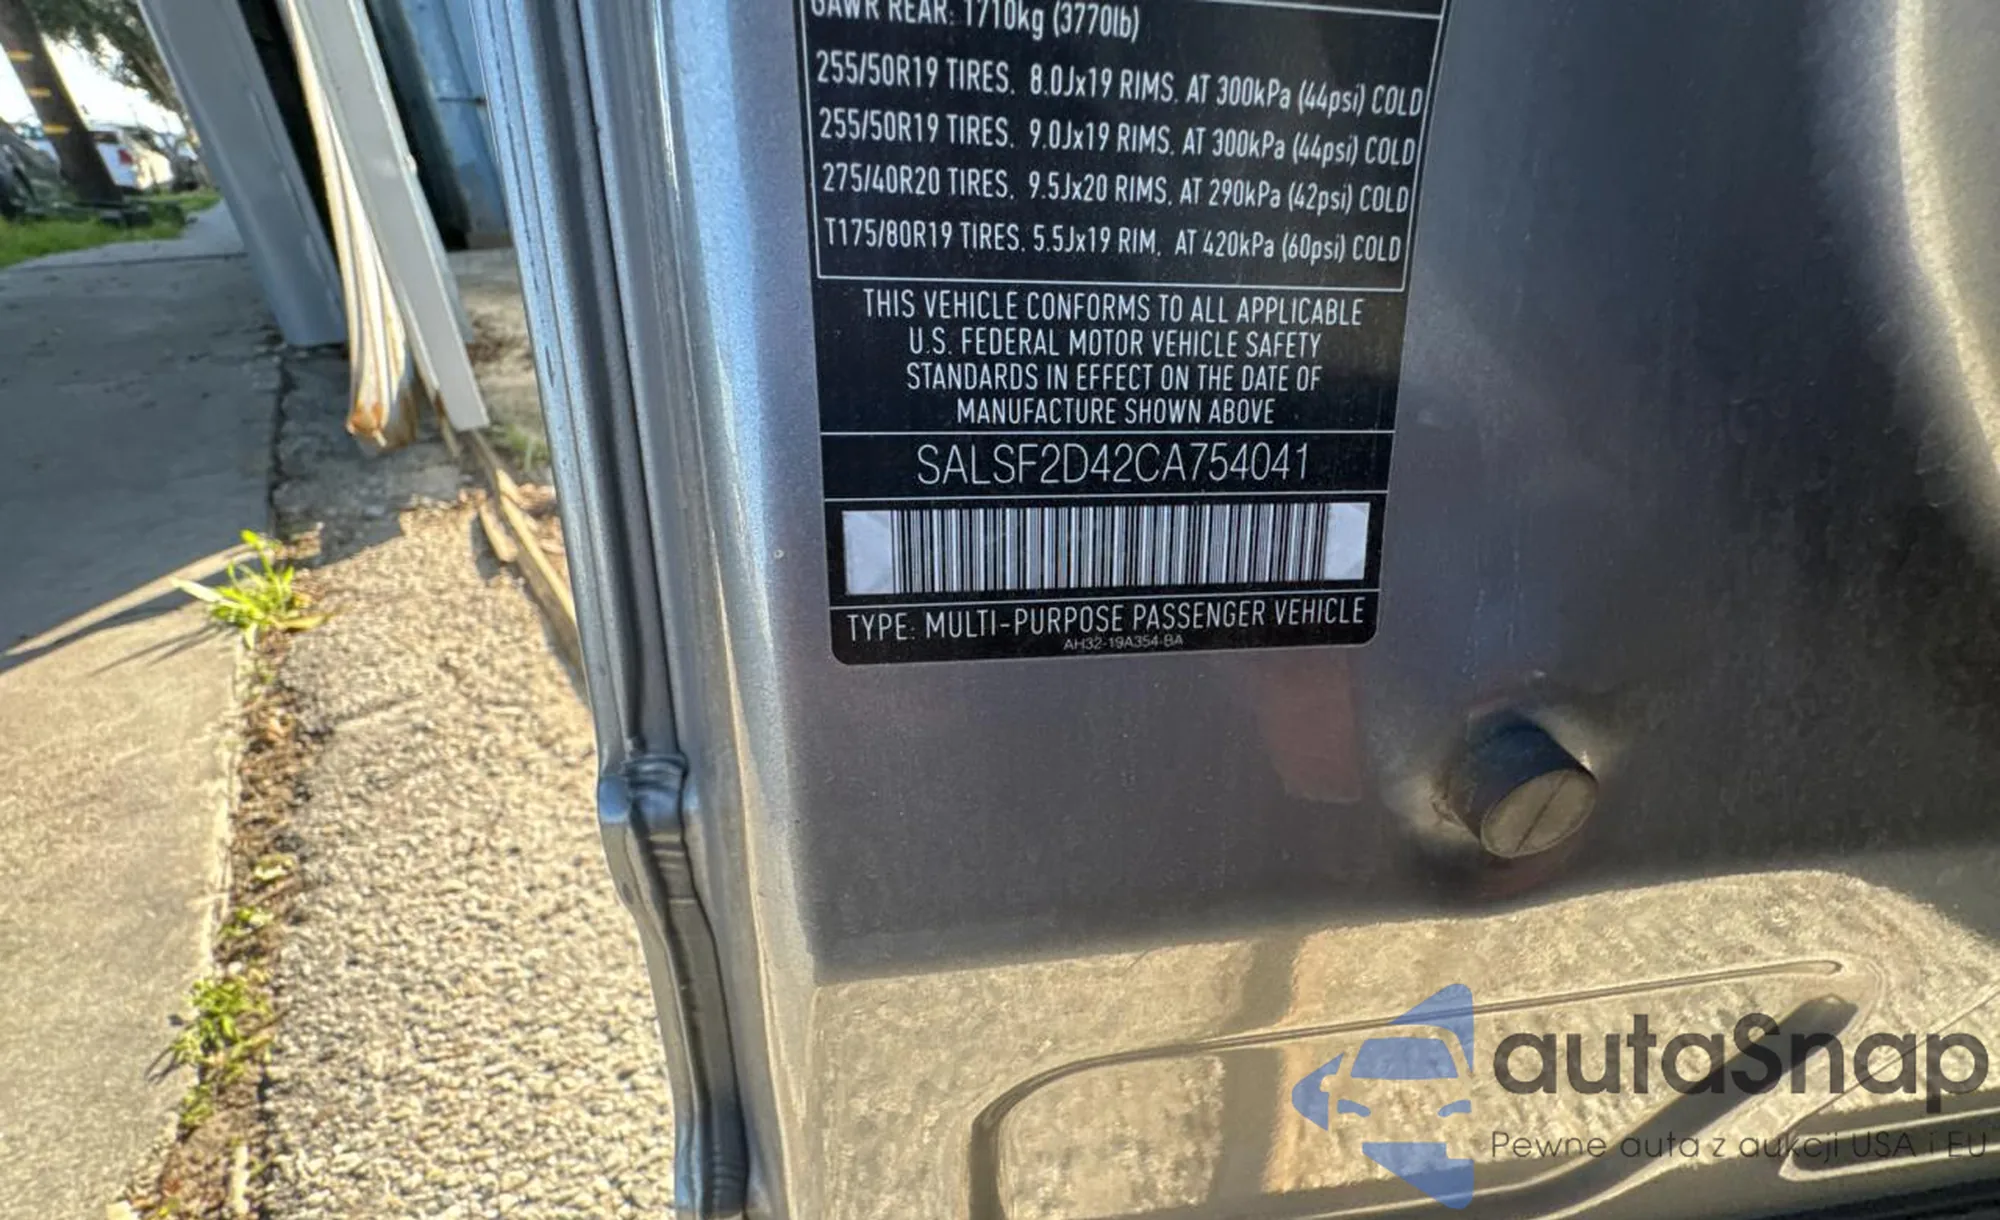 GAWR REAR: 1710kg (3770lb)
255/50R19 TIRES. 8.0Jx19 RIMS. AT 300kPa (44psi) COLD
255/50R19 TIRES. 9.0Jx19 RIMS. AT 300kPa (44psi) COLD
275/40R20 TIRES. 9.5Jx20 RIMS. AT 290kPa (42psi) COLD
T175/80R19 TIRES. 5.5Jx19 RIM. AT 420kPa (60psi) COLD
THIS VEHICLE CONFORMS TO ALL APPLICABLE
U.S. FEDERAL MOTOR VEHICLE SAFETY
STANDARDS IN EFFECT ON THE DATE OF
MANUFACTURE SHOWN ABOVE
SALSF2D42CA754041
TYPE: MULTI-PURPOSE PASSENGER VEHICLE
AH32-19A354-BA
autaSnap
Pewne auta z aukcji USA i EU